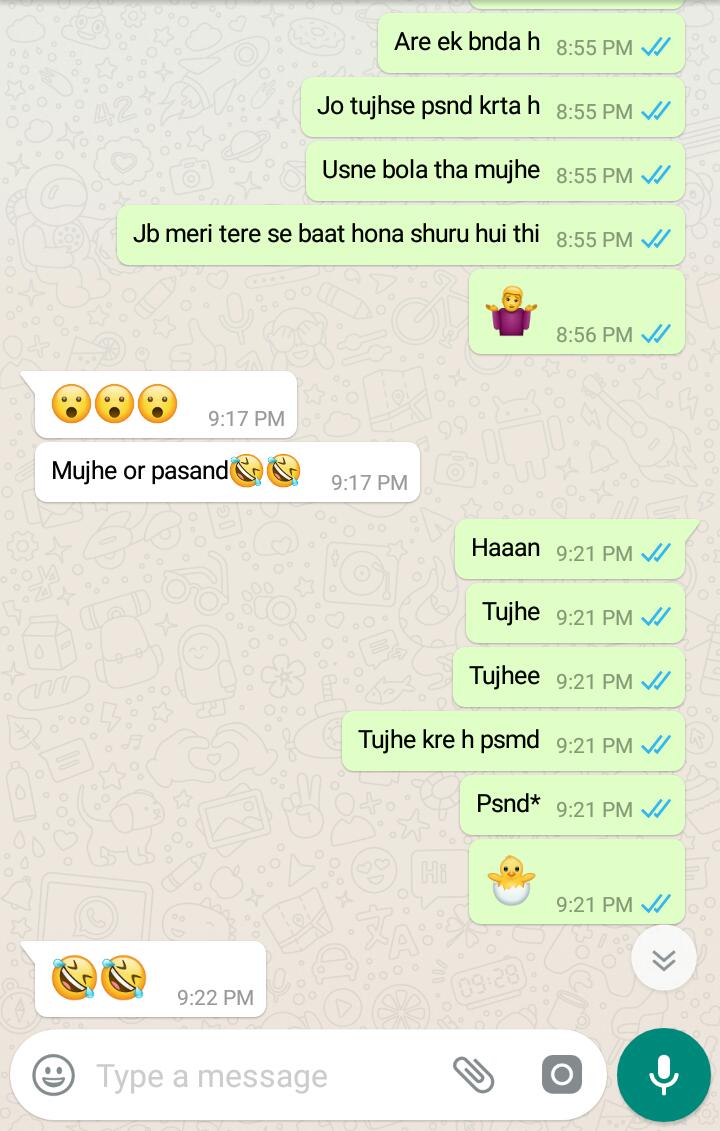 Are ek bnda h 8:55 PM
Jo tujhse psnd krta h 8:55 PM
Usne bola tha mujhe 8:55 PM
Jb meri tere se baat hona shuru hui thi 8:55 PM
🤷‍♂️ 8:56 PM
😮😮😮 9:17 PM
Mujhe or pasand🤣🤣 9:17 PM
Haaan 9:21 PM
Tujhe 9:21 PM
Tujhee 9:21 PM
Tujhe kre h psmd 9:21 PM
Psnd* 9:21 PM
🐣 9:21 PM
🤣🤣 9:22 PM
Type a message